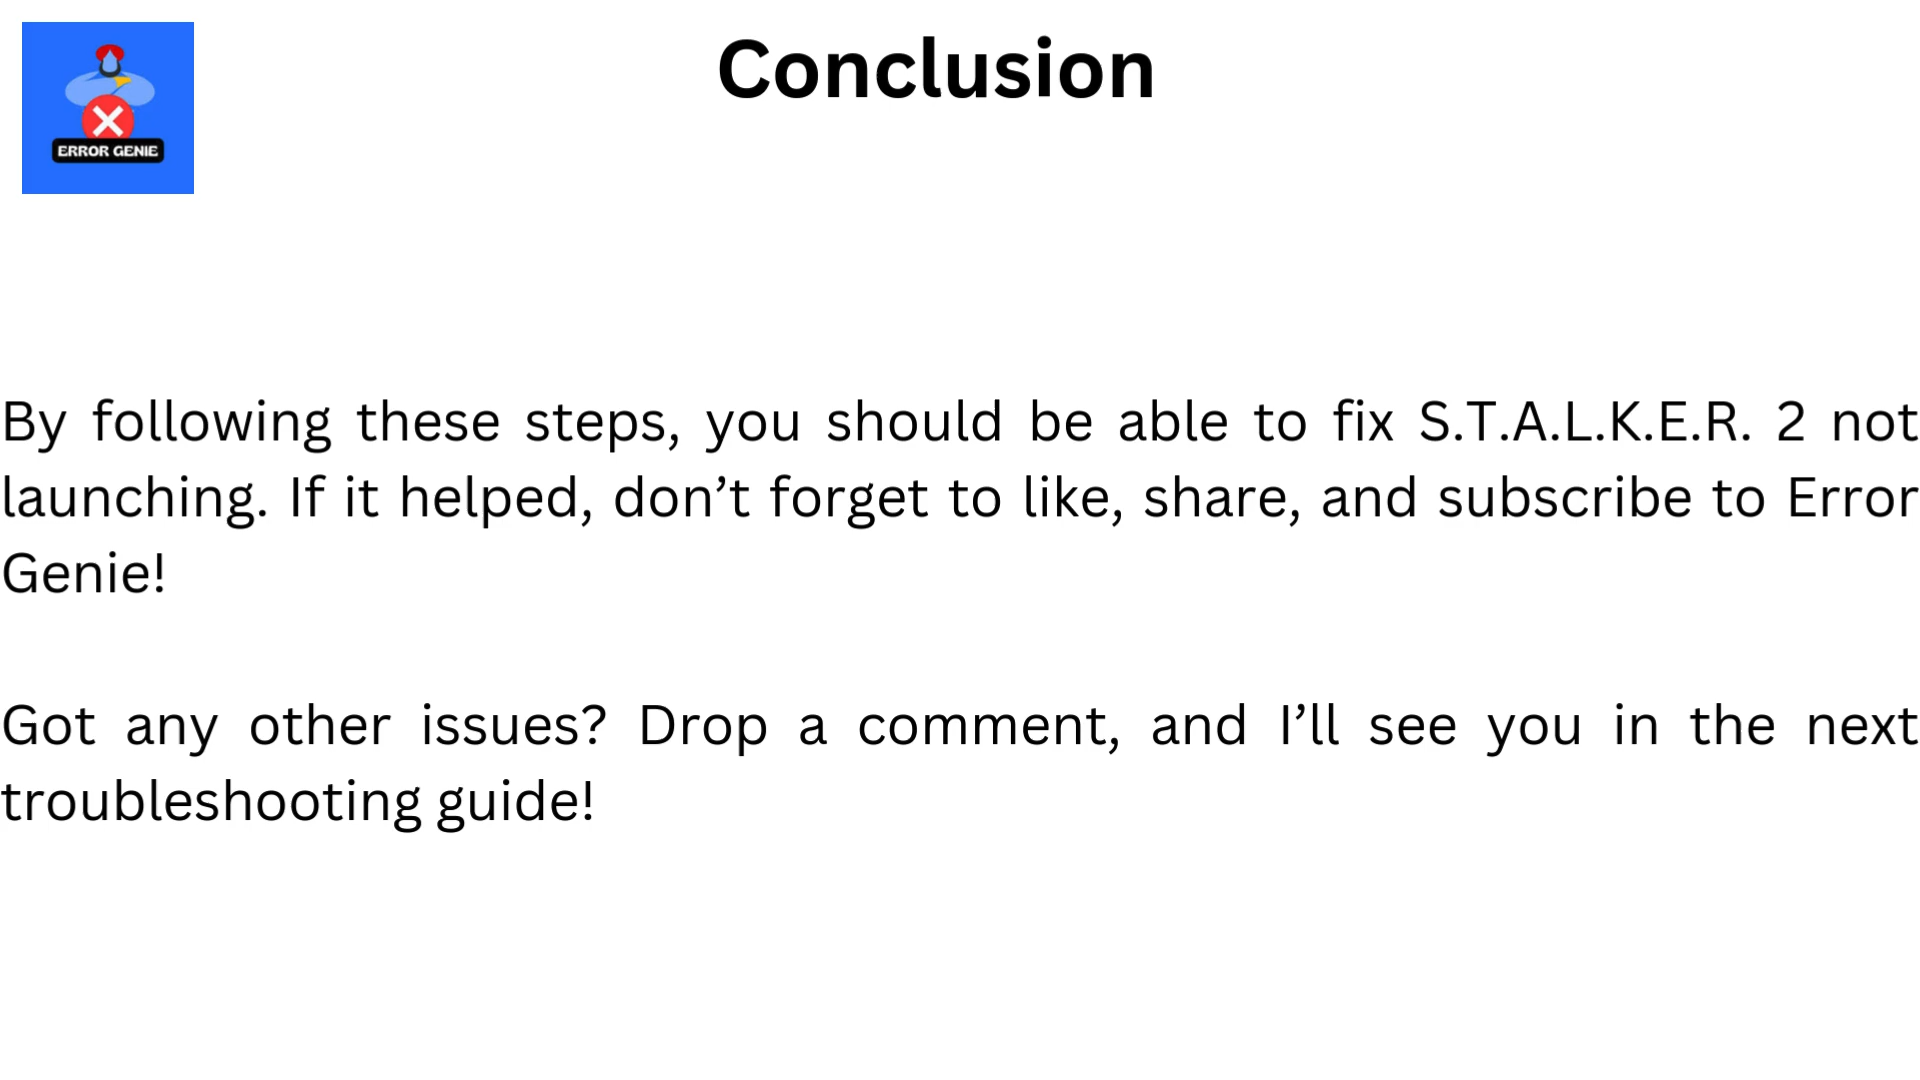 ERROR GENIE
Conclusion
By following these steps, you should be able to fix S.T.A.L.K.E.R. 2 not
launching. If it helped, don’t forget to like, share, and subscribe to Error
Genie!
Got any other issues? Drop a comment, and I’ll see you in the next
troubleshooting guide!